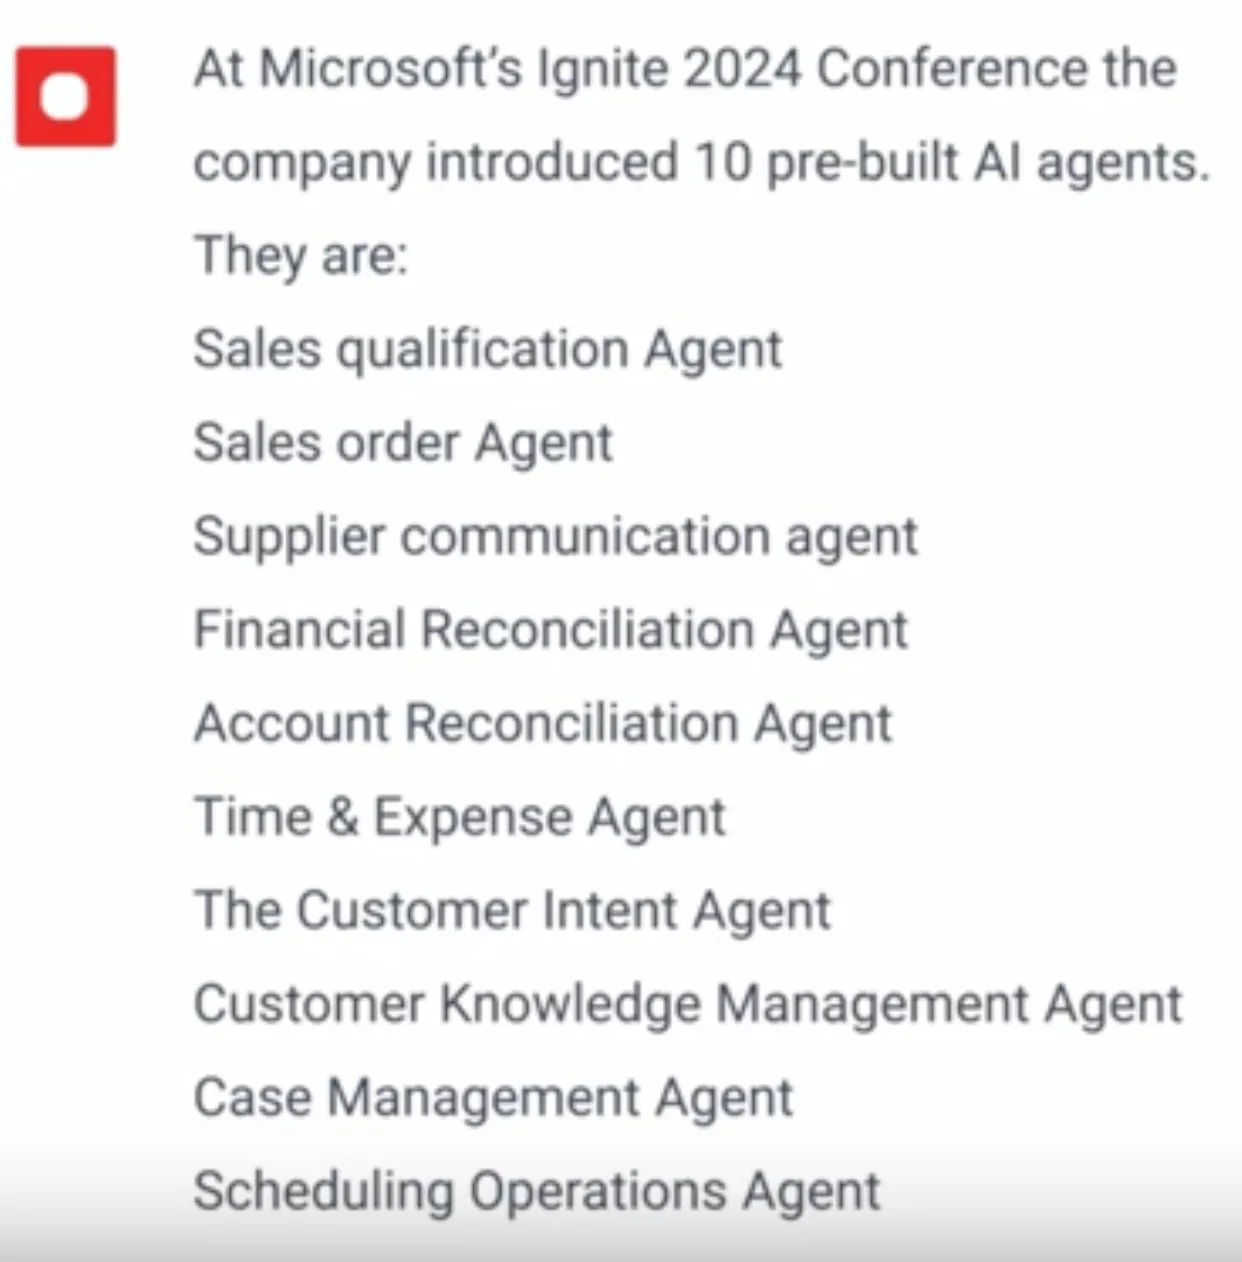 At Microsoft’s Ignite 2024 Conference the
company introduced 10 pre-built AI agents.
They are:
Sales qualification Agent
Sales order Agent
Supplier communication agent
Financial Reconciliation Agent
Account Reconciliation Agent
Time & Expense Agent
The Customer Intent Agent
Customer Knowledge Management Agent
Case Management Agent
Scheduling Operations Agent